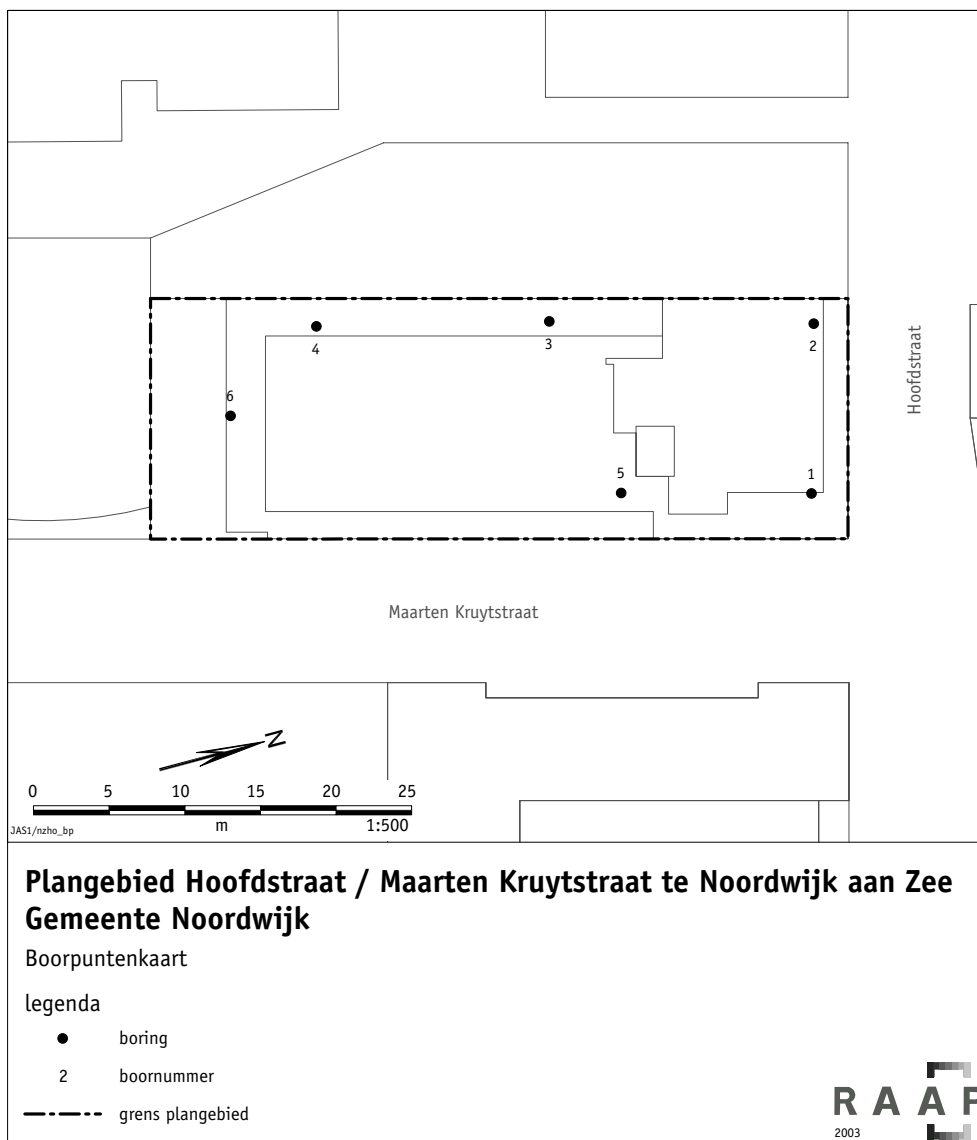 4
3
2
Hoofdstraat
6
5
1
Maarten Kruytstraat
N
0 5 10 15 20 25
m 1:500
JAS1/nzho_bp
Plangebied Hoofdstraat / Maarten Kruytstraat te Noordwijk aan Zee
Gemeente Noordwijk
Boorpuntenkaart
legenda
boring
2 boornummer
grens plangebied
RAAP
2003